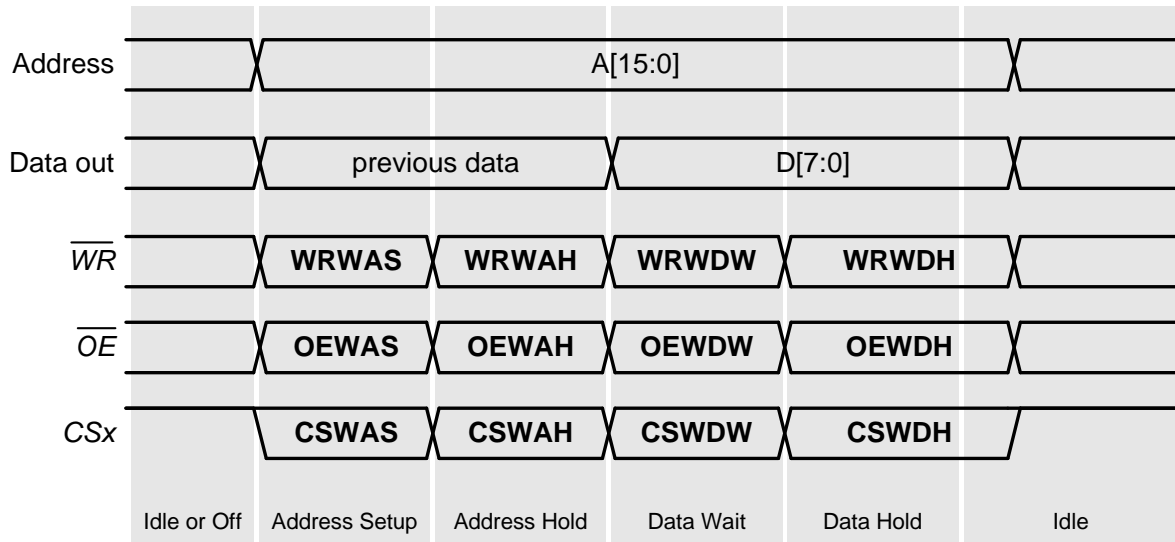 Address A[15:0]
Data out previous data D[7:0]
WR WRWAS WRWAH WRWDW WRWDH
OE OEWAS OEWAH OEWDW OEWDH
CSx CSWAS CSWAH CSWDW CSWDH
Idle or Off Address Setup Address Hold Data Wait Data Hold Idle